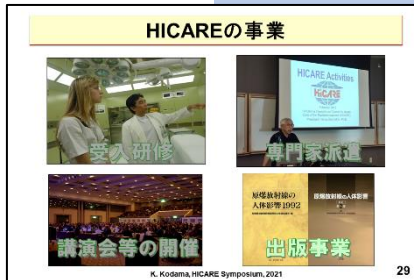 HICAREの事業
受入研修
HICARE Activities
HiCARE
専門家派遣
講演会等の開催
原爆放射線の
人体影響1992
原爆放射線の人体影響
出版事業
K. Kodama, HICARE Symposium, 2021
29